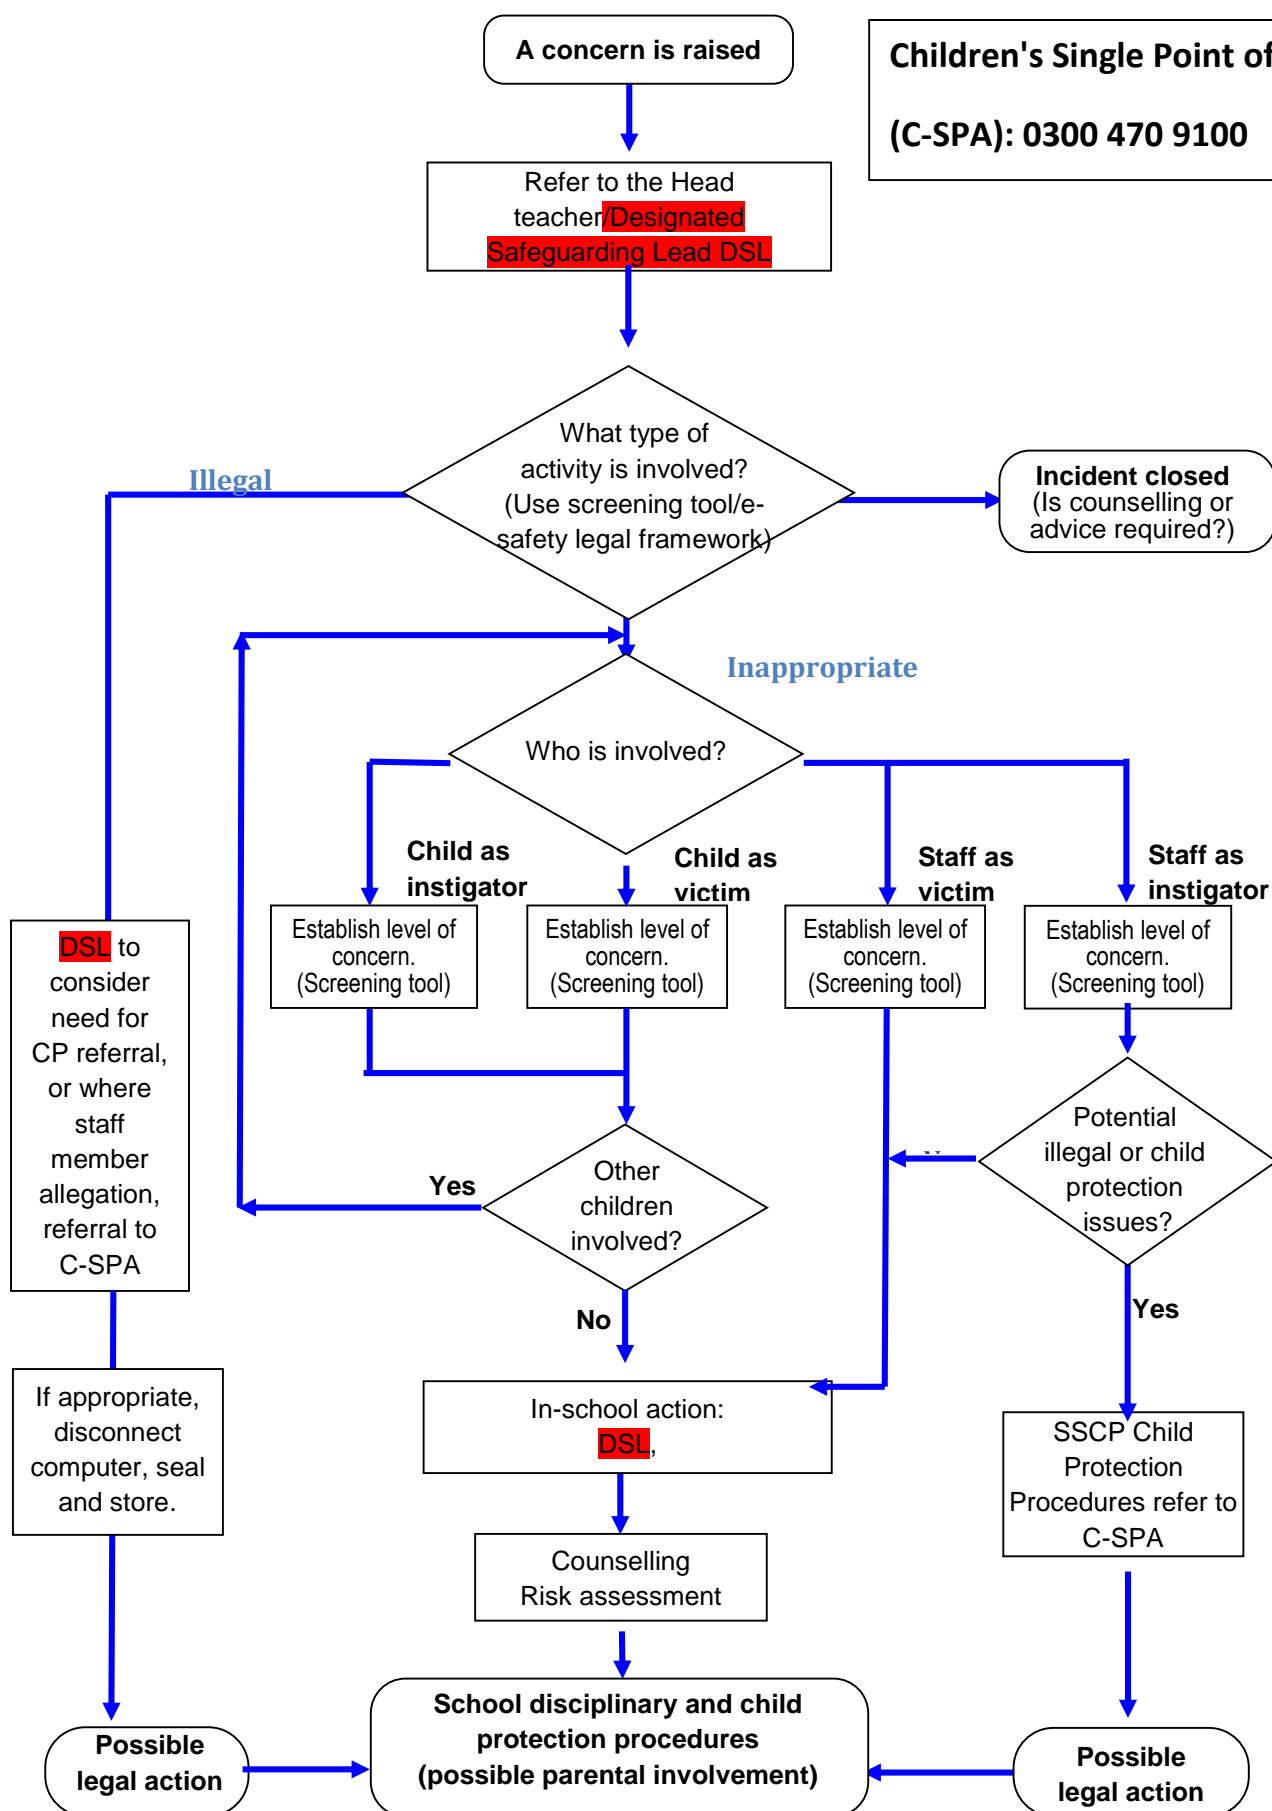 A concern is raised
Children's Single Point of
(C-SPA): 0300 470 9100
Refer to the Head
teacher/Designated
Safeguarding Lead DSL
What type of
activity is involved?
(Use screening tool/e-
safety legal framework)
Illegal
Incident closed
(Is counselling or
advice required?)
Inappropriate
Who is involved?
Child as
instigator
Child as
victim
Staff as
victim
Staff as
instigator
Establish level of
concern.
(Screening tool)
Establish level of
concern.
(Screening tool)
Establish level of
concern.
(Screening tool)
Establish level of
concern.
(Screening tool)
DSL to
consider
need for
CP referral,
or where
staff
member
allegation,
referral to
C-SPA
Potential
illegal or child
protection
issues?
Other
children
involved?
Yes
No
Yes
If appropriate,
disconnect
computer, seal
and store.
In-school action:
DSL,
SSCP Child
Protection
Procedures refer to
C-SPA
Counselling
Risk assessment
School disciplinary and child
protection procedures
(possible parental involvement)
Possible
legal action
Possible
legal action